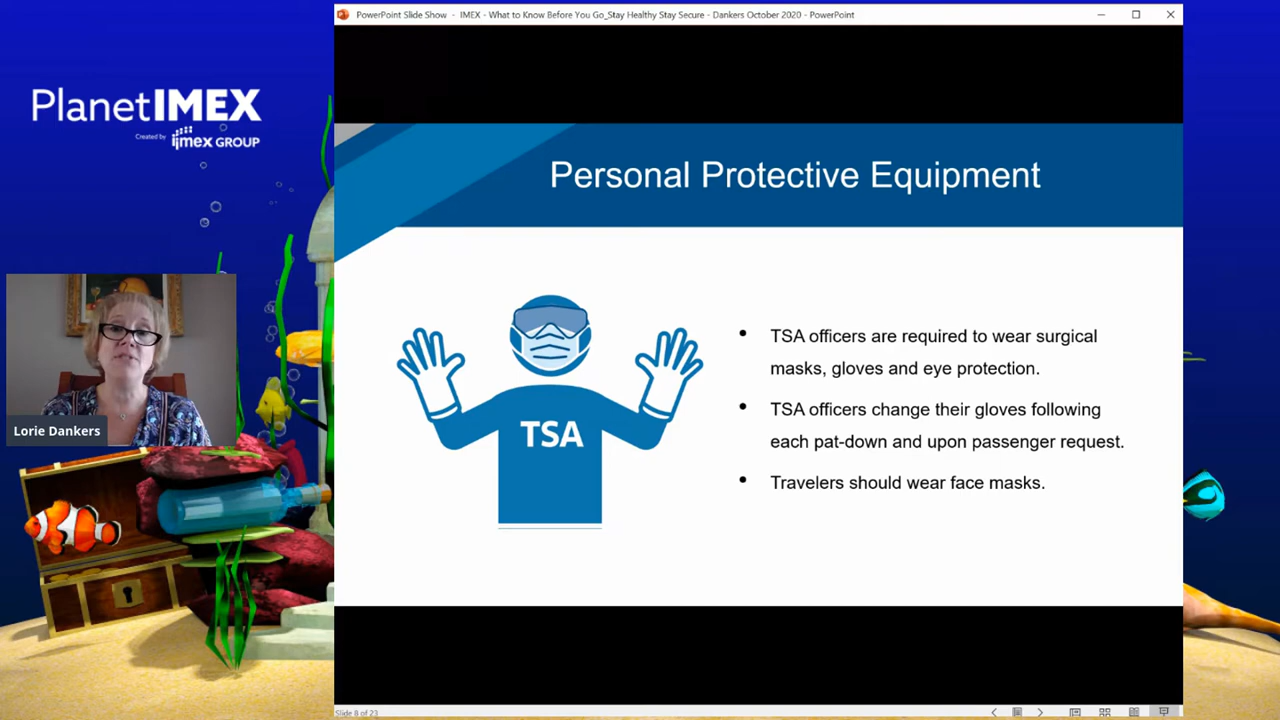 PowerPoint Slide Show - IMEX - What to Know Before You Go_Stay Healthy Stay Secure - Dankers October 2020 - PowerPoint
PlanetIMEX
Created by
imex GROUP
Personal Protective Equipment
TSA
• TSA officers are required to wear surgical
masks, gloves and eye protection.
• TSA officers change their gloves following
each pat-down and upon passenger request.
• Travelers should wear face masks.
Lorie Dankers
Slide 8 of 23